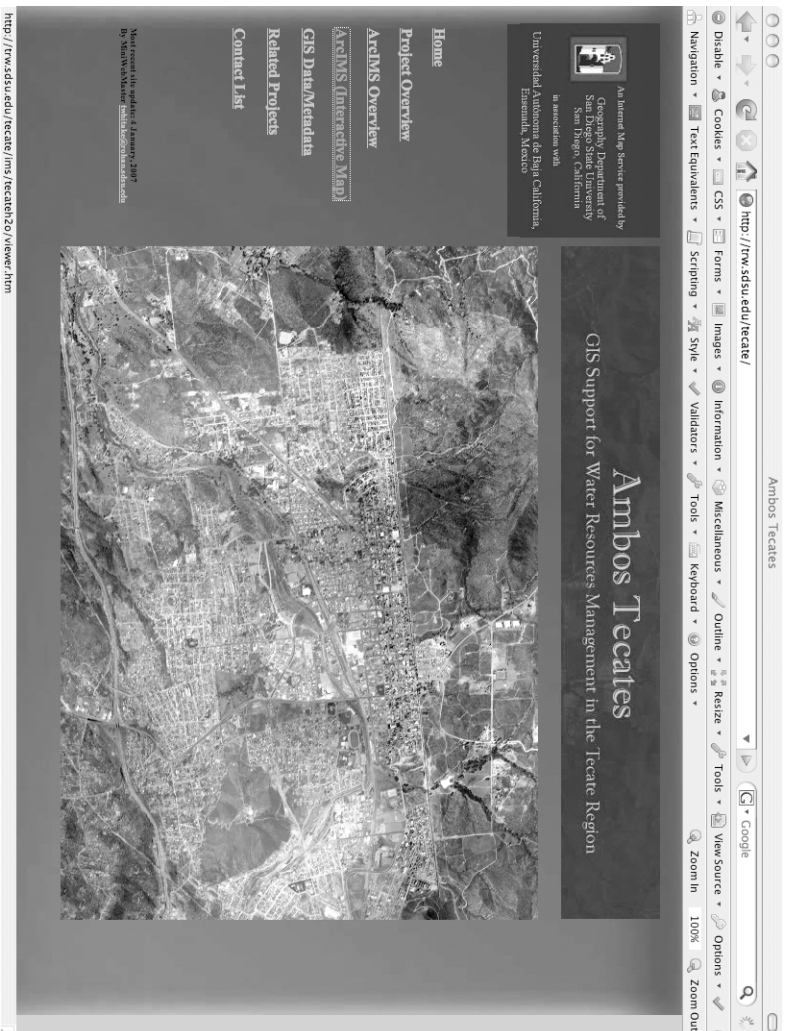 Ambos Tecates
http://trw.sdsu.edu/tecate/
Google
Disable Cookies CSS Forms Images Information Miscellaneous Outline Resize Tools View Source Options
Navigation Text Equivalents Scripting Style Validators Tools Keyboard Options Zoom In 100% Zoom Out
An Internet Map Service provided by
Geography Department of
San Diego State University
San Diego, California
in association with
Universidad Autónoma de Baja California,
Ensenada, Mexico
Ambos Tecates
GIS Support for Water Resources Management in the Tecate Region
Home
Project Overview
ArcIMS Overview
ArcIMS (Interactive Map)
GIS Data/Metadata
Related Projects
Contact List
Most recent site update: 4 January, 2007
By MiniWebMaster
http://trw.sdsu.edu/tecate/ims/tecateh2o/viewer.htm